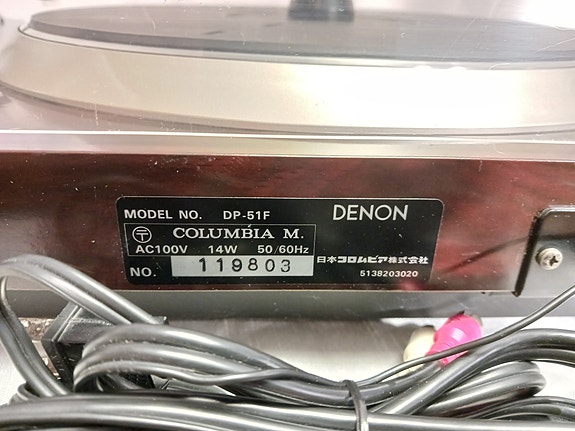 MODEL NO. DP-51F DENON
〒 COLUMBIA M.
AC100V 14W 50/60Hz
日本コロムビア株式会社
NO. 119803 5138203020